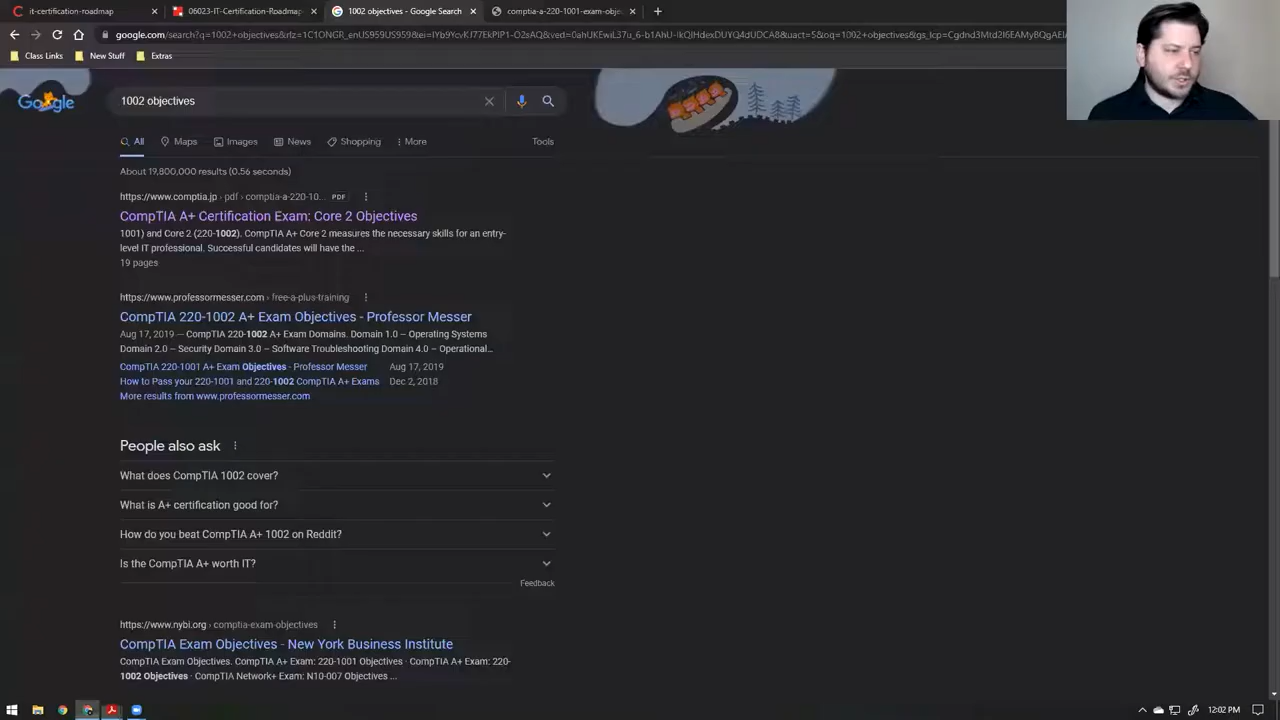 it-certification-roadmap
06023-IT-Certification-Roadmap
1002 objectives - Google Search
comptia-a-220-1001-exam-obje
Class Links
New Stuff
Extras
Google
1002 objectives
All
Maps
Images
News
Shopping
More
Tools
About 19,800,000 results (0.56 seconds)
https://www.comptia.jp › pdf › comptia-a-220-10... PDF
CompTIA A+ Certification Exam: Core 2 Objectives
1001) and Core 2 (220-1002). CompTIA A+ Core 2 measures the necessary skills for an entry-
level IT professional. Successful candidates will have the ...
19 pages
https://www.professormesser.com › free-a-plus-training
CompTIA 220-1002 A+ Exam Objectives - Professor Messer
Aug 17, 2019 — CompTIA 220-1002 A+ Exam Domains. Domain 1.0 – Operating Systems
Domain 2.0 – Security Domain 3.0 – Software Troubleshooting Domain 4.0 – Operational...
CompTIA 220-1001 A+ Exam Objectives - Professor Messer Aug 17, 2019
How to Pass your 220-1001 and 220-1002 CompTIA A+ Exams Dec 2, 2018
More results from www.professormesser.com
People also ask
What does CompTIA 1002 cover?
What is A+ certification good for?
How do you beat CompTIA A+ 1002 on Reddit?
Is the CompTIA A+ worth IT?
Feedback
https://www.nybi.org › comptia-exam-objectives
CompTIA Exam Objectives - New York Business Institute
CompTIA Exam Objectives. CompTIA A+ Exam: 220-1001 Objectives · CompTIA A+ Exam: 220-
1002 Objectives · CompTIA Network+ Exam: N10-007 Objectives ...
12:02 PM